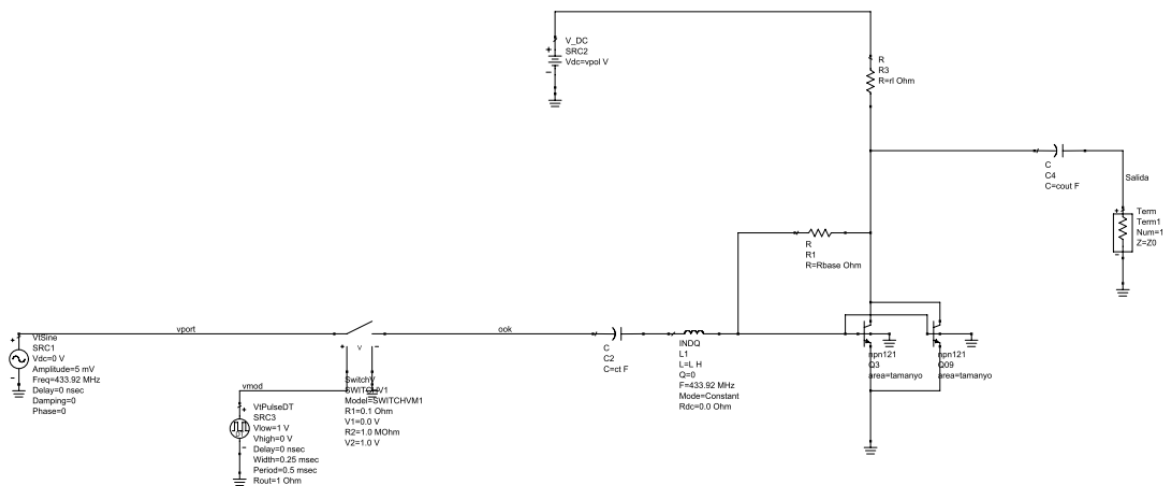 V_DC
SRC2
Vdc=vpol V
R
R3
R=rl Ohm
C
C4
C=cout F
Salida
Term
Term1
Num=1
Z=Z0
R
R1
R=Rbase Ohm
vport
ook
VtSine
SRC1
Vdc=0 V
Amplitude=5 mV
Freq=433.92 MHz
Delay=0 nsec
Damping=0
Phase=0
V
SwitchV
SWITCHV1
Model=SWITCHVM1
R1=0.1 Ohm
V1=0.0 V
R2=1.0 MOhm
V2=1.0 V
vmod
VtPulseDT
SRC3
Vlow=1 V
Vhigh=0 V
Delay=0 nsec
Width=0.25 msec
Period=0.5 msec
Rout=1 Ohm
C
C2
C=ct F
INDQ
L1
L=L H
Q=0
F=433.92 MHz
Mode=Constant
Rdc=0.0 Ohm
npn121
Q3
area=tamanyo
npn121
Q09
area=tamanyo